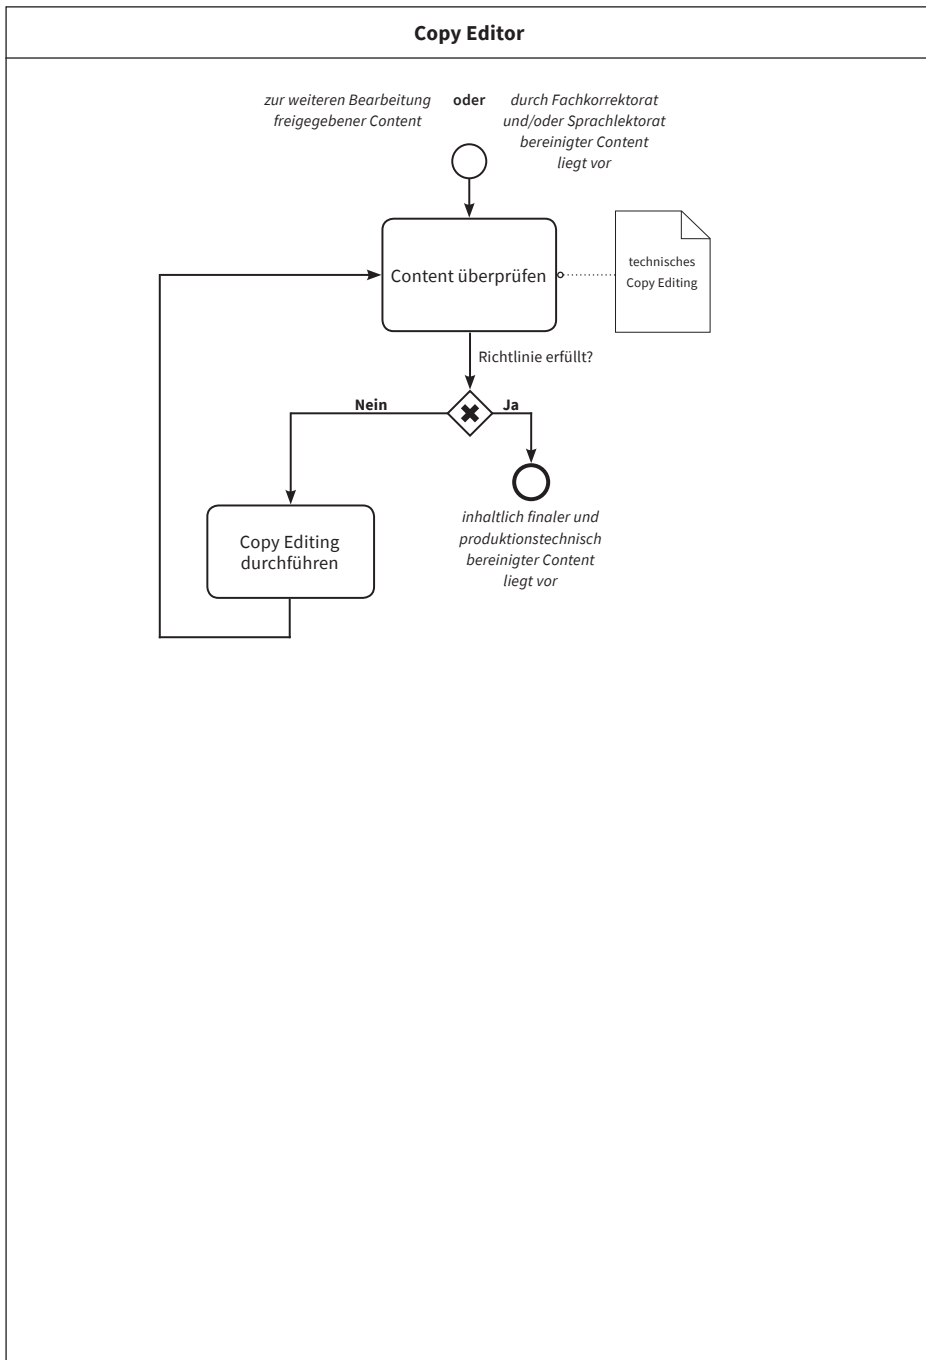 Copy Editor
zur weiteren Bearbeitung
freigegebener Content
oder
durch Fachkorrektorat
und/oder Sprachlektorat
bereinigter Content
liegt vor
Content überprüfen
technisches
Copy Editing
Richtlinie erfüllt?
Nein
Ja
Copy Editing
durchführen
inhaltlich finaler und
produktionstechnisch
bereinigter Content
liegt vor